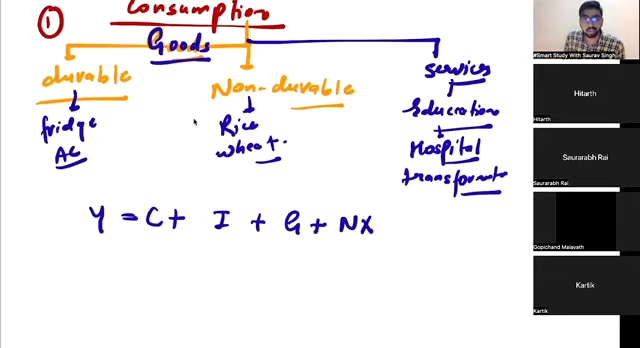 ① Consumption
Goods
durable
Non-durable
services
fridge
AC
Rice
wheat.
Education
Hospital
Y = C + I + G + NX
#Smart Study With Saurav Singh
Hitarth
Hitarth
Saurarabh Rai
Saurarabh Rai
Gopichand Malavath
Kartik
Kartik